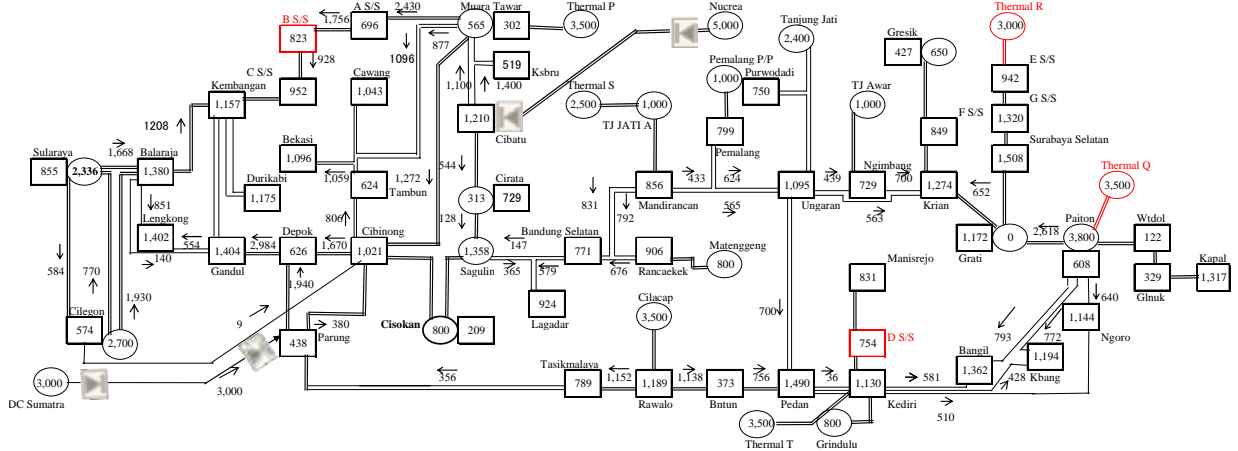 B S/S
1,756
A S/S
2,430
Muara Tawar
Thermal P
Nucrea
Tanjung Jati
Thermal R
823
696
565
302
3,500
5,000
2,400
Gresik
427
650
3,000
928
877
1096
519
Ksbru
1,100
1,400
Pemalang P/P
1,000
Purwodadi
750
E S/S
942
C S/S
952
Cawang
1,043
Kembangan
1,157
Thermal S
2,500
1,000
TJ JATI A
TJ Awar
1,000
G S/S
1,320
F S/S
849
1,210
Cibatu
799
Pemalang
Surabaya Selatan
1,508
1208
Bekasi
1,096
Sularaya
855
2,336
1,668
Balaraja
1,380
1,059
624
Tambun
1,272
544
Cirata
313
729
856
Mandirancan
433
624
1,095
Ungaran
439
Ngimbang
729
700
1,274
Krian
652
Thermal Q
3,500
Durikabi
1,175
851
Lengkong
1,402
554
140
806
128
831
792
565
563
1,404
Gandul
2,984
Depok
626
1,670
Cibinong
1,021
1,358
Sagulin
147
365
Bandung Selatan
771
579
676
906
Rancaekek
Matenggeng
800
1,172
Grati
0
2,618
Paiton
3,800
608
Wtdol
122
329
Glnuk
Kapal
1,317
584
770
1,930
1,940
924
Lagadar
Manisrejo
831
640
Cilegon
574
2,700
9
380
438
Parung
Cisokan
800
209
Cilacap
3,500
700
D S/S
754
793
772
1,144
Ngoro
Bangil
1,362
1,194
Kbang
428
3,000
DC Sumatra
3,000
356
Tasikmalaya
789
1,152
1,189
Rawalo
1,138
373
Bntun
756
1,490
Pedan
36
1,130
Kediri
581
510
3,500
Thermal T
800
Grindulu